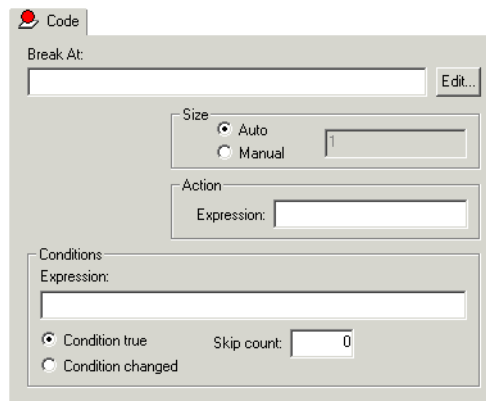 Code
Break At:
Edit...
Size
Auto
Manual
1
Action
Expression:
Conditions
Expression:
Condition true
Skip count: 0
Condition changed